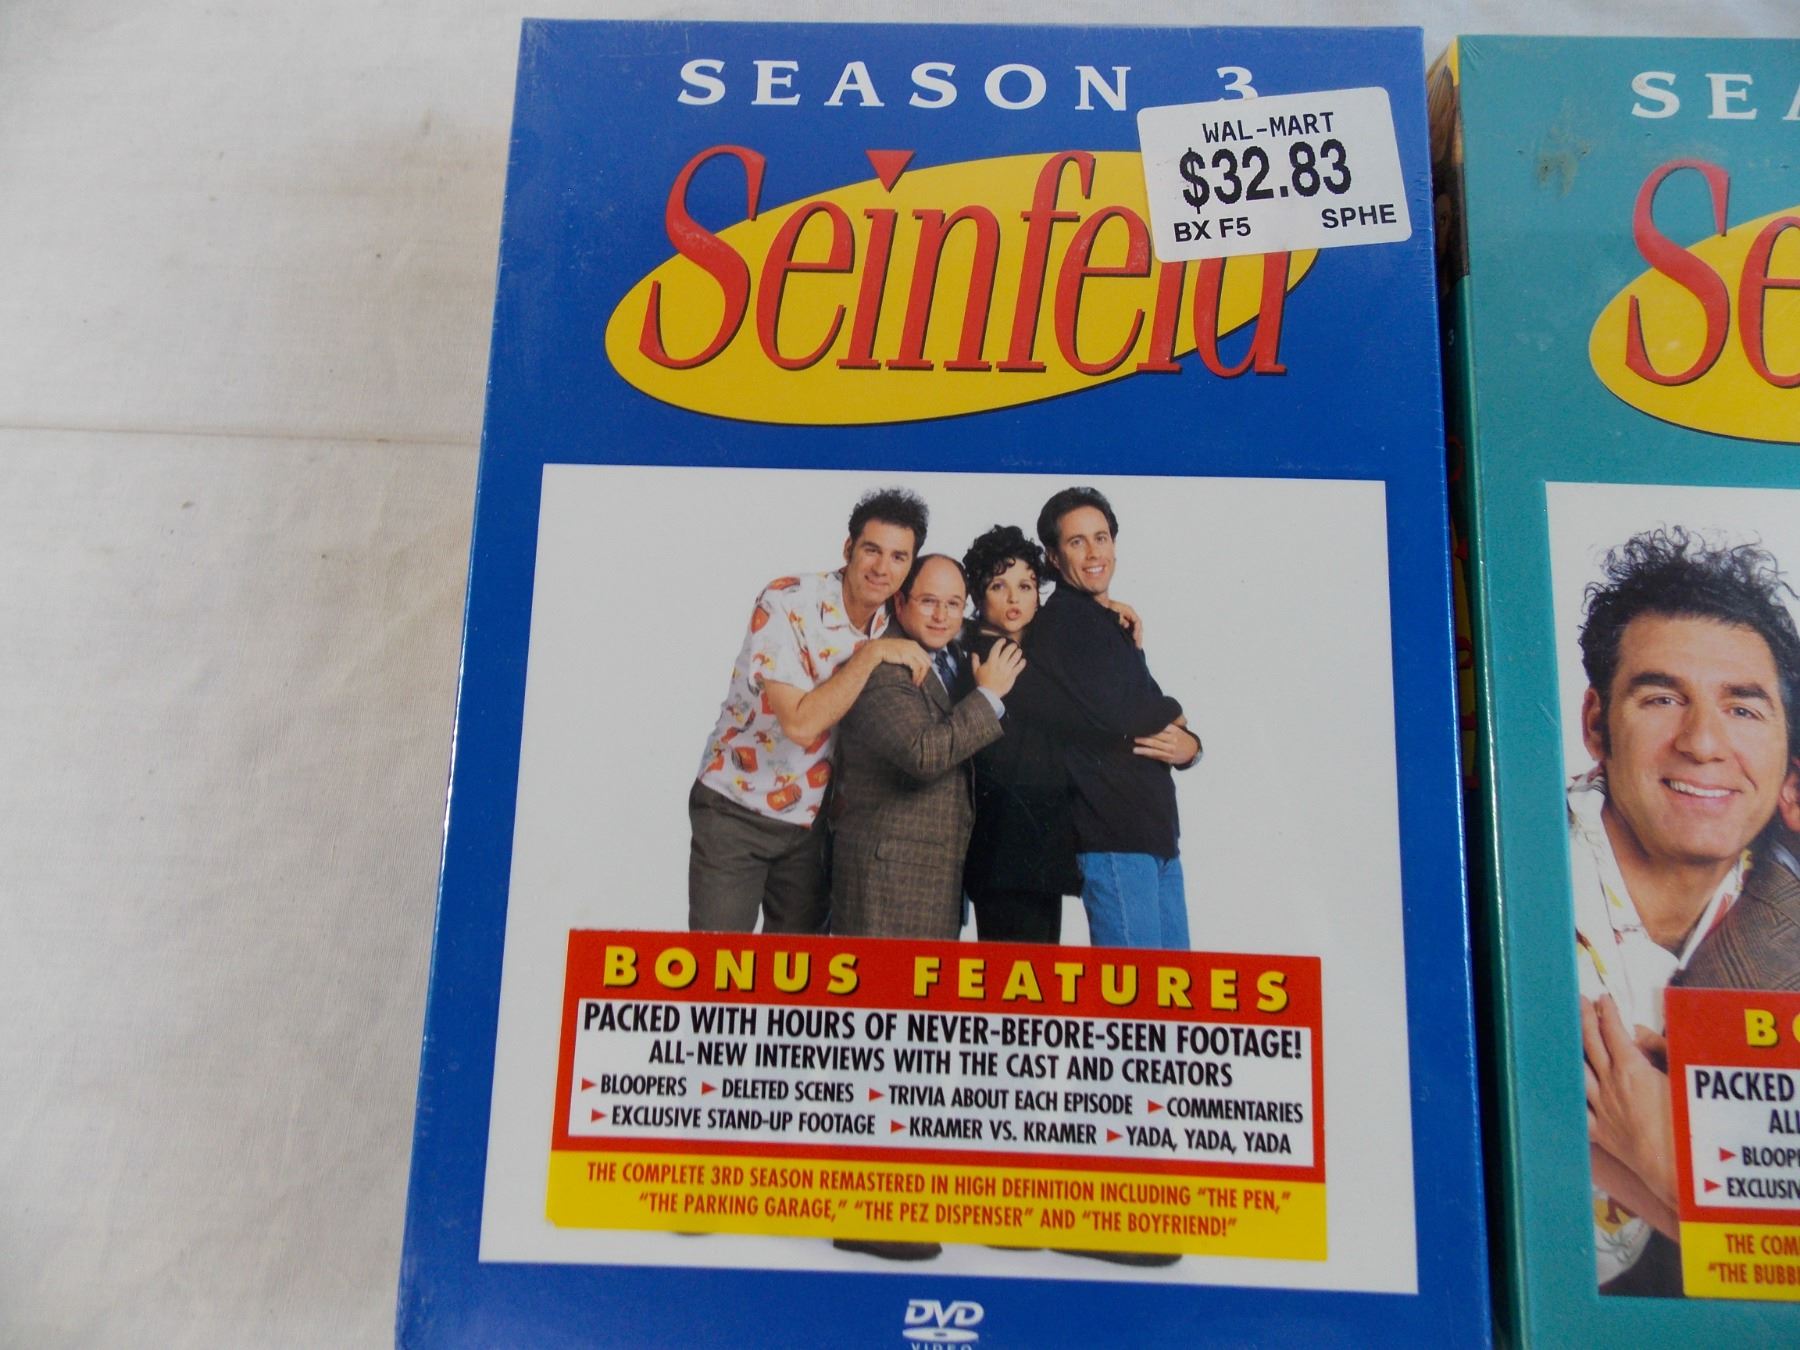 SEASON 3
WAL-MART
$32.83
BX F5 SPHE
Seinfeld
BONUS FEATURES
PACKED WITH HOURS OF NEVER-BEFORE-SEEN FOOTAGE!
ALL-NEW INTERVIEWS WITH THE CAST AND CREATORS
►BLOOPERS ►DELETED SCENES ►TRIVIA ABOUT EACH EPISODE ►COMMENTARIES
►EXCLUSIVE STAND-UP FOOTAGE ►KRAMER VS. KRAMER ►YADA, YADA, YADA
THE COMPLETE 3RD SEASON REMASTERED IN HIGH DEFINITION INCLUDING “THE PEN,”
“THE PARKING GARAGE,” “THE PEZ DISPENSER” AND “THE BOYFRIEND!”
DVD
VIDEO
SEA
Se
BO
PACKED
ALL
►BLOOP
►EXCLUSIV
THE COM
“THE BUBB